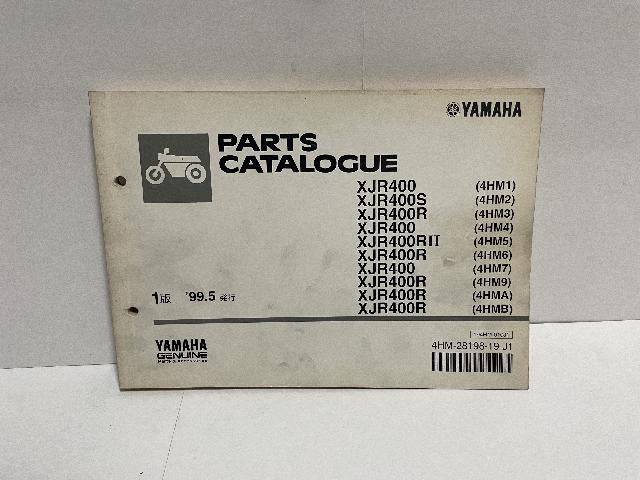 YAMAHA
PARTS
CATALOGUE
XJR400 (4HM1)
XJR400S (4HM2)
XJR400R (4HM3)
XJR400 (4HM4)
XJR400RII (4HM5)
XJR400R (4HM6)
XJR400 (4HM7)
XJR400R (4HM9)
XJR400R (4HMA)
XJR400R (4HMB)
1版 '99.5 発行
YAMAHA
GENUINE
4HM-28198-19 J1